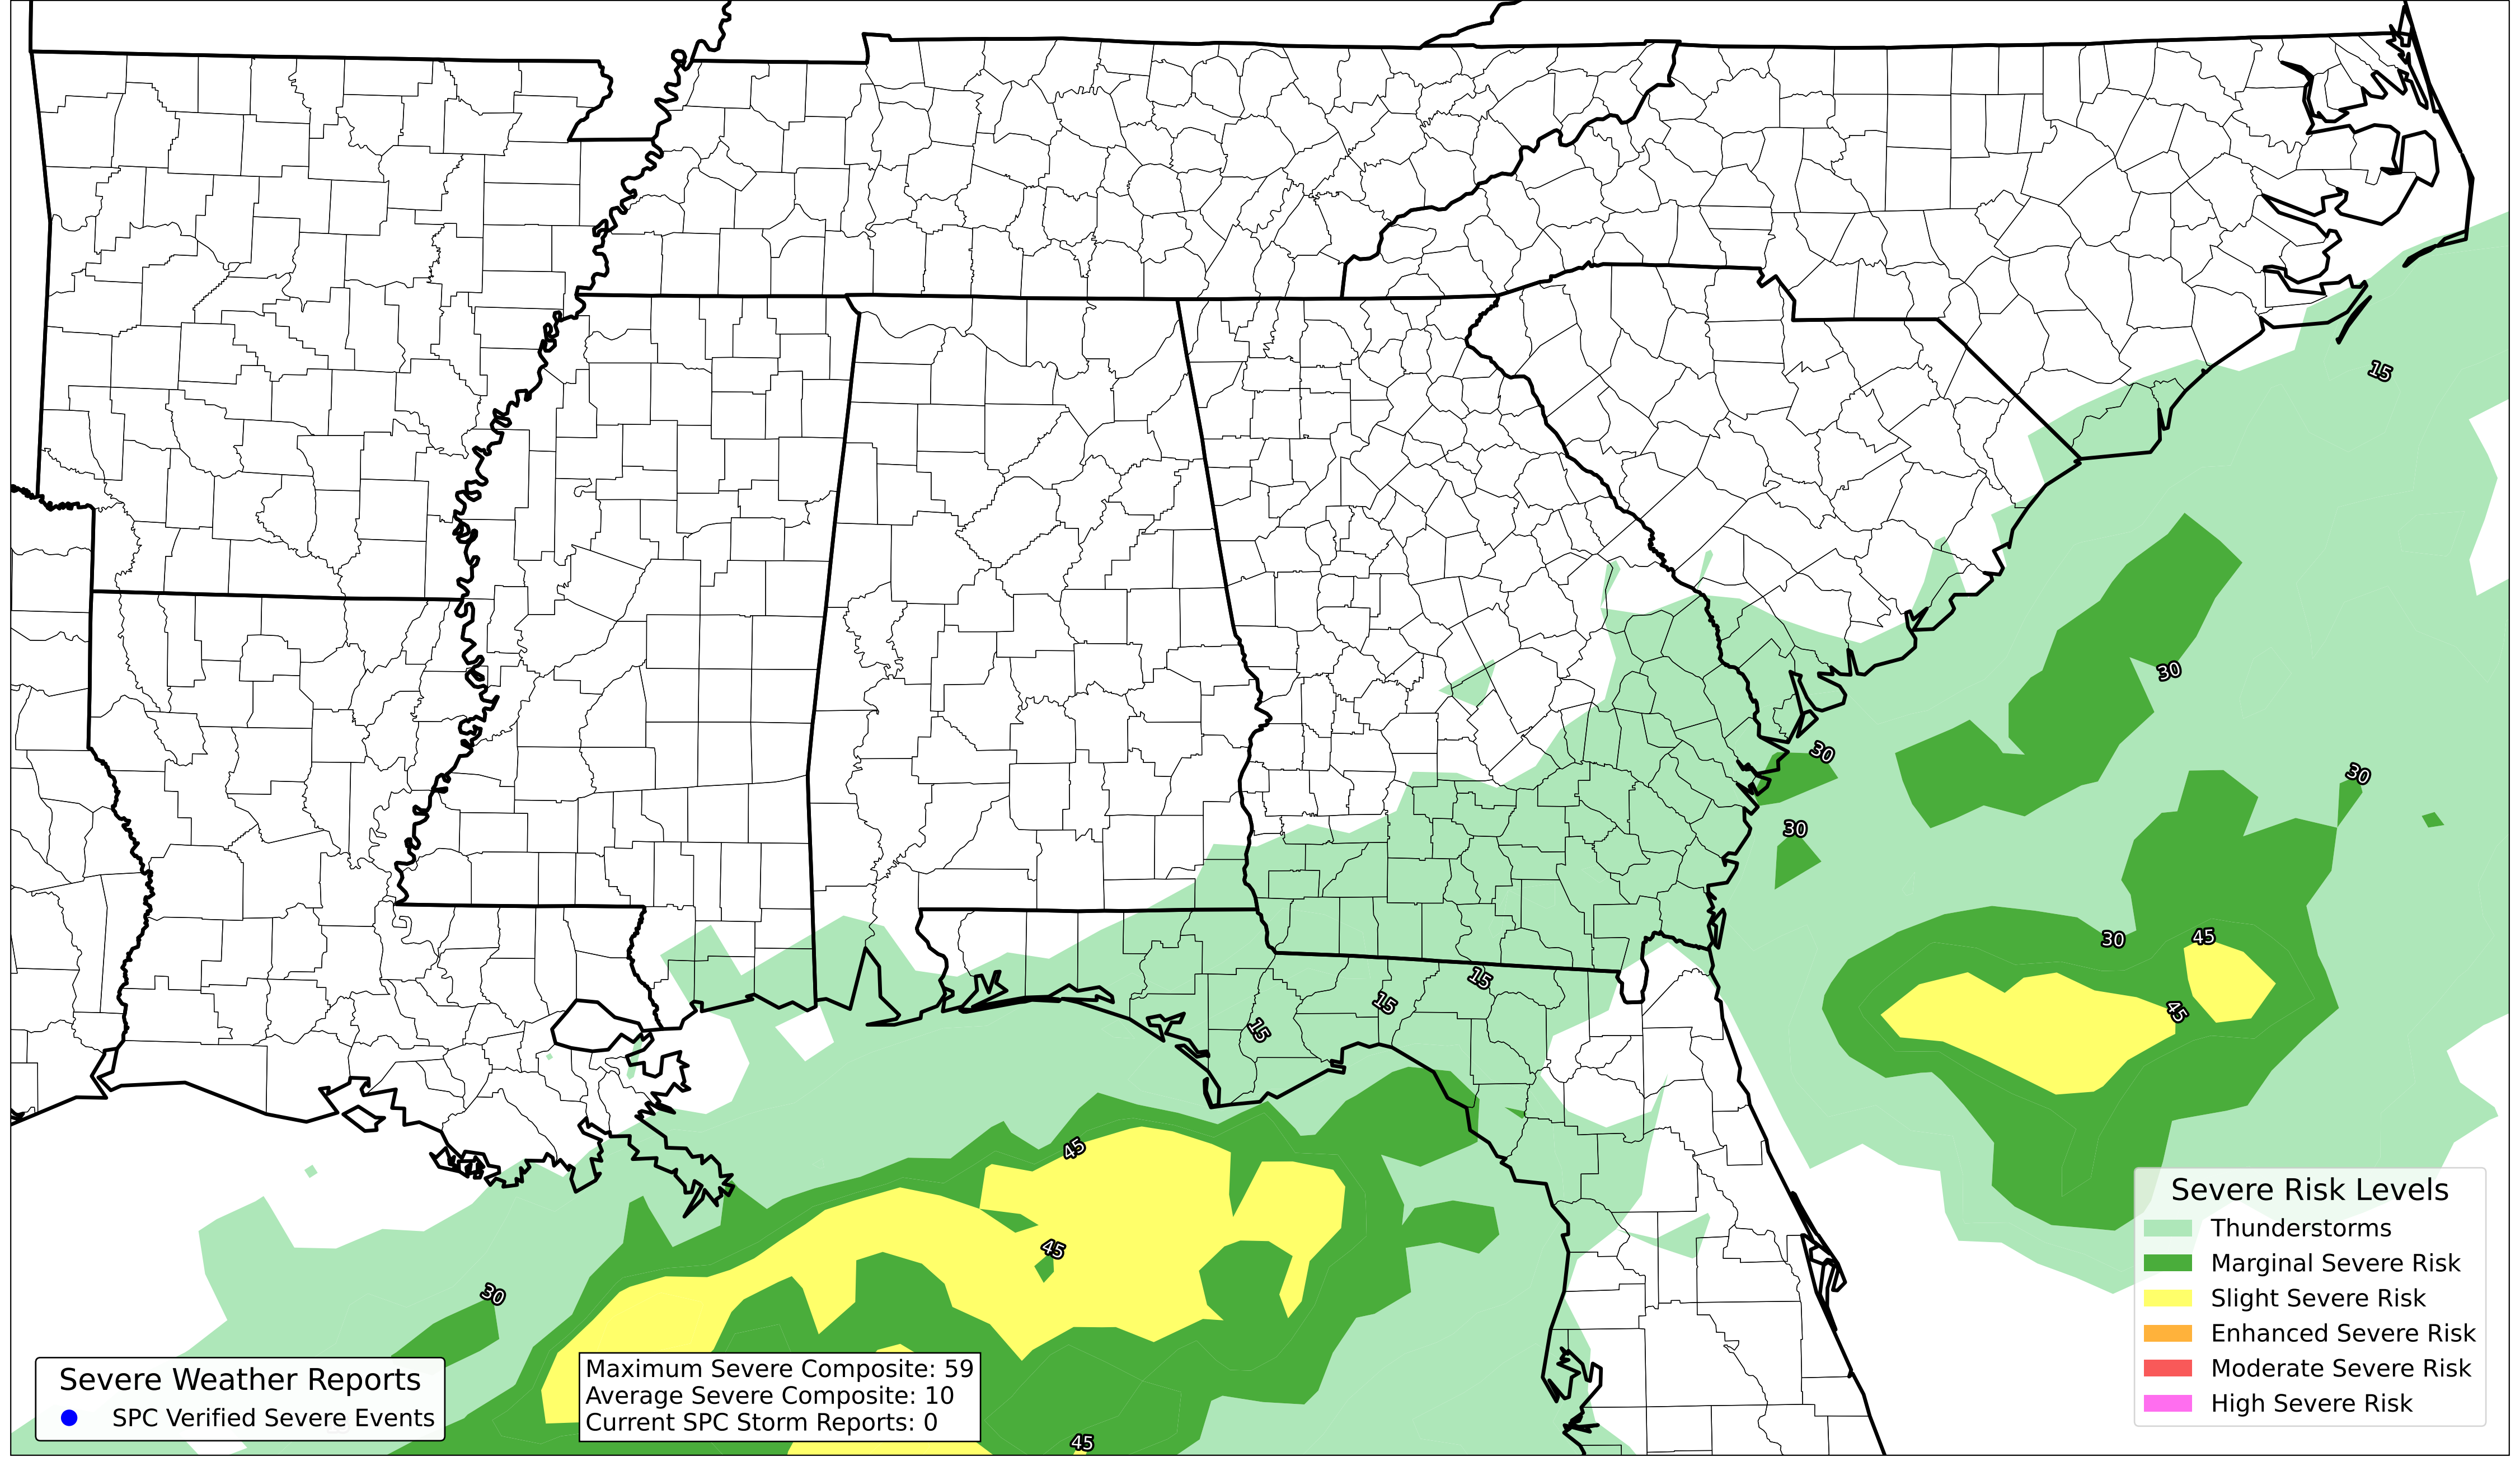 15
30
30
30
30
30
45
45
15
15
15
45
45
30
45
Severe Risk Levels
Thunderstorms
Marginal Severe Risk
Slight Severe Risk
Enhanced Severe Risk
Moderate Severe Risk
High Severe Risk
Severe Weather Reports
SPC Verified Severe Events
Maximum Severe Composite: 59
Average Severe Composite: 10
Current SPC Storm Reports: 0